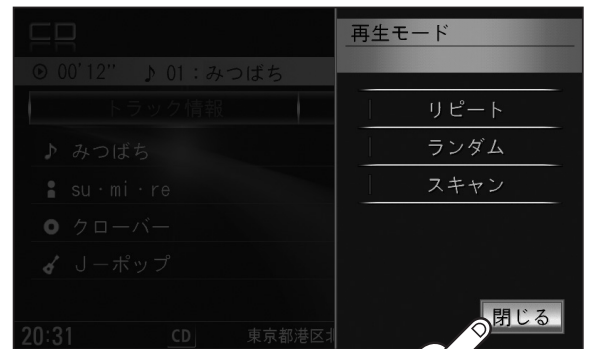 CD
00'12'' 01：みつばち
トラック情報
みつばち
su・mi・re
クローバー
Jーポップ
20:31 CD 東京都港区
再生モード
リピート
ランダム
スキャン
閉じる